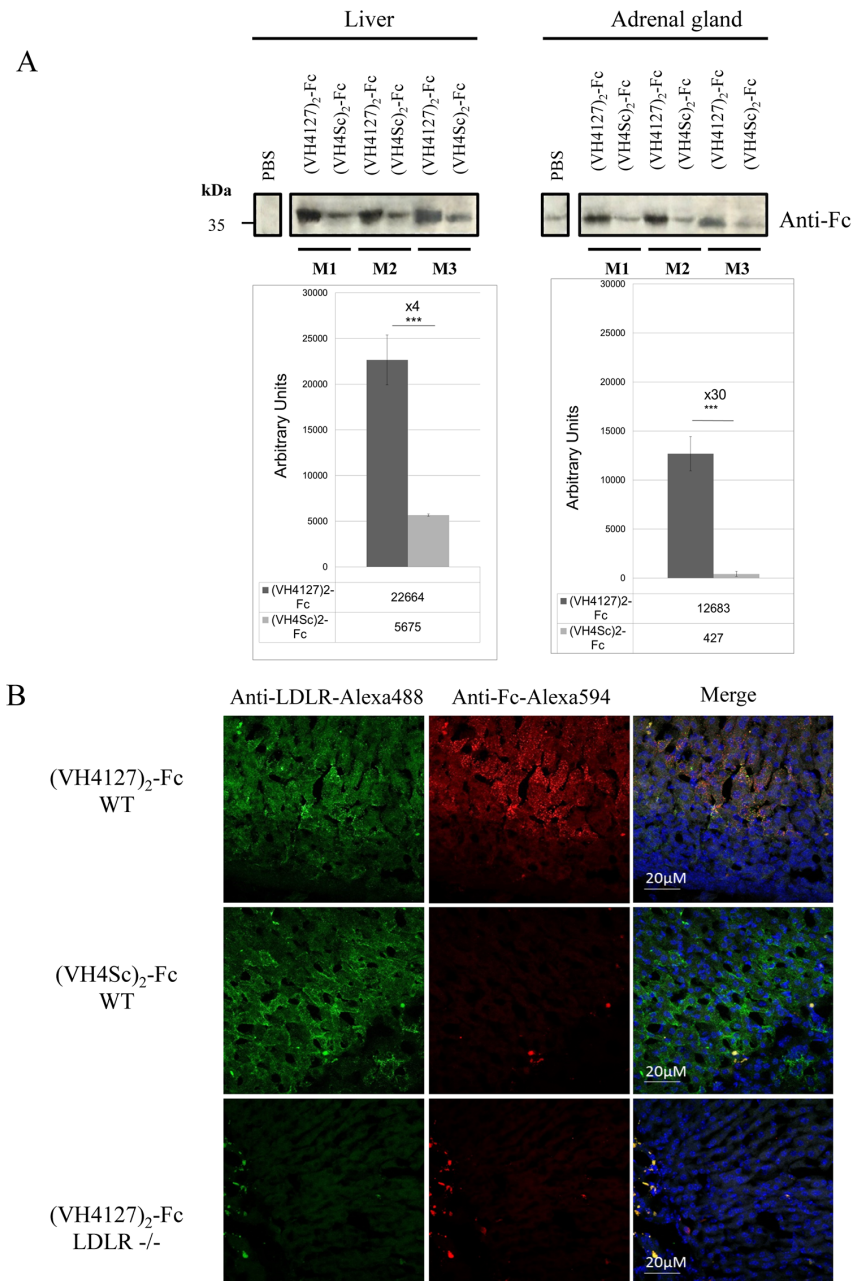 Liver
Adrenal gland
A
PBS
(VH4127)2-Fc
(VH4Sc)2-Fc
(VH4127)2-Fc
(VH4Sc)2-Fc
(VH4127)2-Fc
(VH4Sc)2-Fc
PBS
(VH4127)2-Fc
(VH4Sc)2-Fc
(VH4127)2-Fc
(VH4Sc)2-Fc
(VH4127)2-Fc
(VH4Sc)2-Fc
kDa
35
Anti-Fc
M1 M2 M3
M1 M2 M3
Arbitrary Units
30000
25000
20000
15000
10000
5000
0
x4
***
(VH4127)2-
Fc
22664
(VH4Sc)2-
Fc
5675
Arbitrary Units
30000
25000
20000
15000
10000
5000
0
x30
***
(VH4127)2-
Fc
12683
(VH4Sc)2-
Fc
427
B
Anti-LDLR-Alexa488 Anti-Fc-Alexa594 Merge
(VH4127)2-Fc
WT
20μM
(VH4Sc)2-Fc
WT
20μM
(VH4127)2-Fc
LDLR -/-
20μM